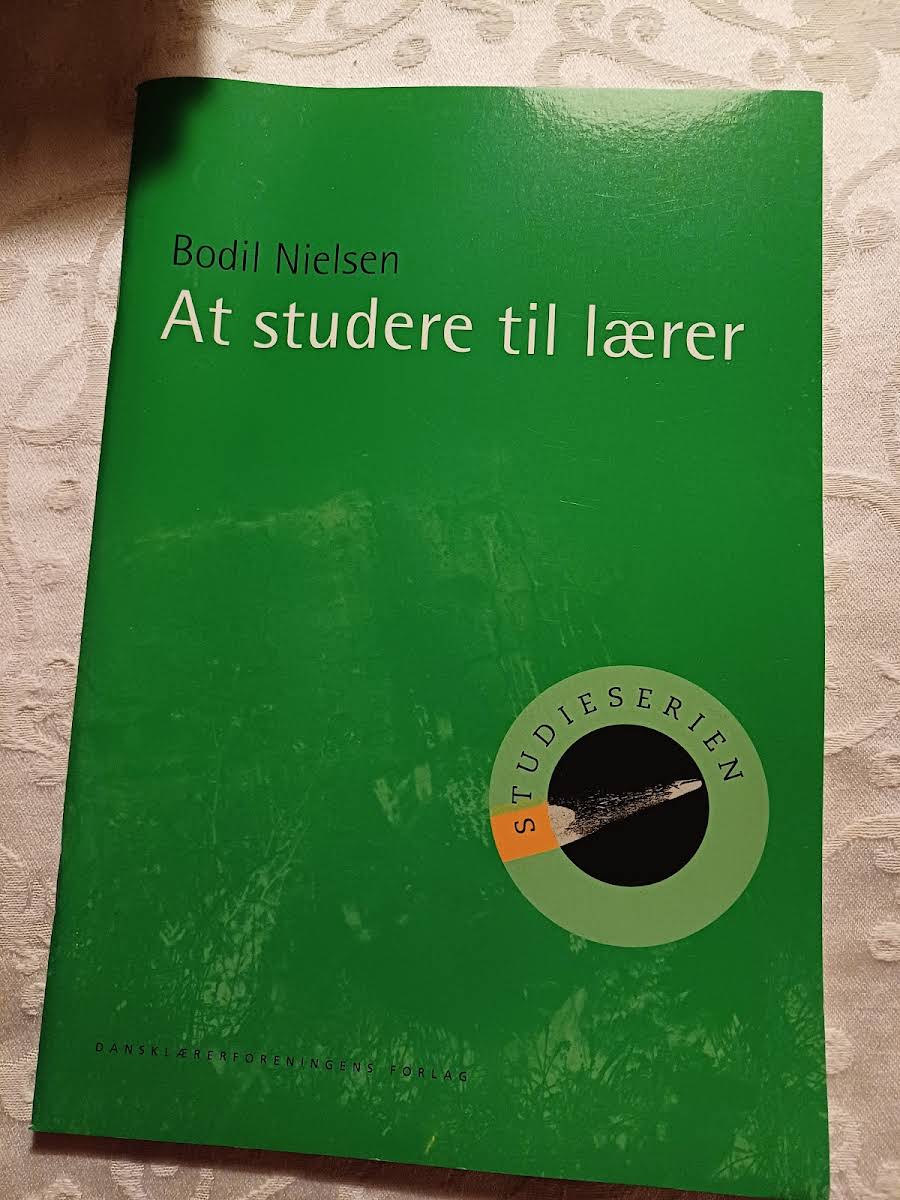 Bodil Nielsen
At studere til lærer
STUDIESERIEN
DANSKLÆRERFORENINGENS FORLAG